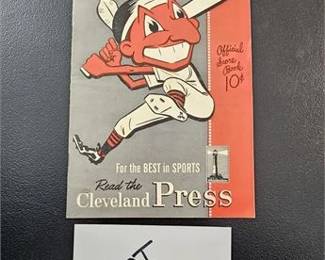 Official
Score
Book
10¢
For the BEST in SPORTS
Read the
Cleveland Press